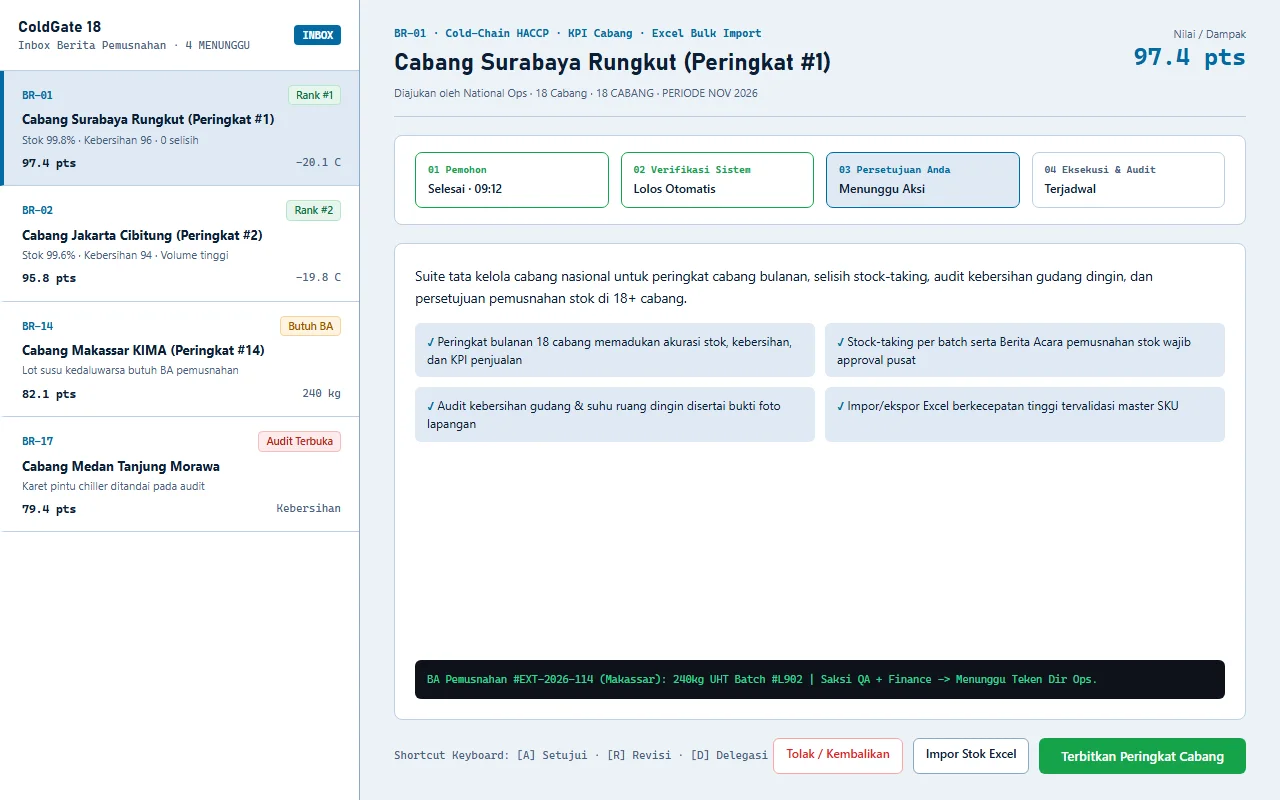 ColdGate 18
Inbox Berita Pemusnahan · 4 MENUNGGU
INBOX
BR-01
Rank #1
Cabang Surabaya Rungkut (Peringkat #1)
Stok 99.8% · Kebersihan 96 · 0 selisih
97.4 pts
-20.1 C
BR-02
Rank #2
Cabang Jakarta Cibitung (Peringkat #2)
Stok 99.6% · Kebersihan 94 · Volume tinggi
95.8 pts
-19.8 C
BR-14
Butuh BA
Cabang Makassar KIMA (Peringkat #14)
Lot susu kedaluwarsa butuh BA pemusnahan
82.1 pts
240 kg
BR-17
Audit Terbuka
Cabang Medan Tanjung Morawa
Karet pintu chiller ditandai pada audit
79.4 pts
Kebersihan
BR-01 · Cold-Chain HACCP · KPI Cabang · Excel Bulk Import
Cabang Surabaya Rungkut (Peringkat #1)
Diajukan oleh National Ops · 18 Cabang · 18 CABANG · PERIODE NOV 2026
Nilai / Dampak
97.4 pts
01 Pemohon
Selesai · 09:12
02 Verifikasi Sistem
Lolos Otomatis
03 Persetujuan Anda
Menunggu Aksi
04 Eksekusi & Audit
Terjadwal
Suite tata kelola cabang nasional untuk peringkat cabang bulanan, selisih stock-taking, audit kebersihan gudang dingin, dan
persetujuan pemusnahan stok di 18+ cabang.
✓ Peringkat bulanan 18 cabang memadukan akurasi stok, kebersihan,
dan KPI penjualan
✓ Stock-taking per batch serta Berita Acara pemusnahan stok wajib
approval pusat
✓ Audit kebersihan gudang & suhu ruang dingin disertai bukti foto
lapangan
✓ Impor/ekspor Excel berkecepatan tinggi tervalidasi master SKU
BA Pemusnahan #EXT-2026-114 (Makassar): 240kg UHT Batch #L902 | Saksi QA + Finance -> Menunggu Teken Dir Ops.
Shortcut Keyboard: [A] Setujui · [R] Revisi · [D] Delegasi
Tolak / Kembalikan
Impor Stok Excel
Terbitkan Peringkat Cabang